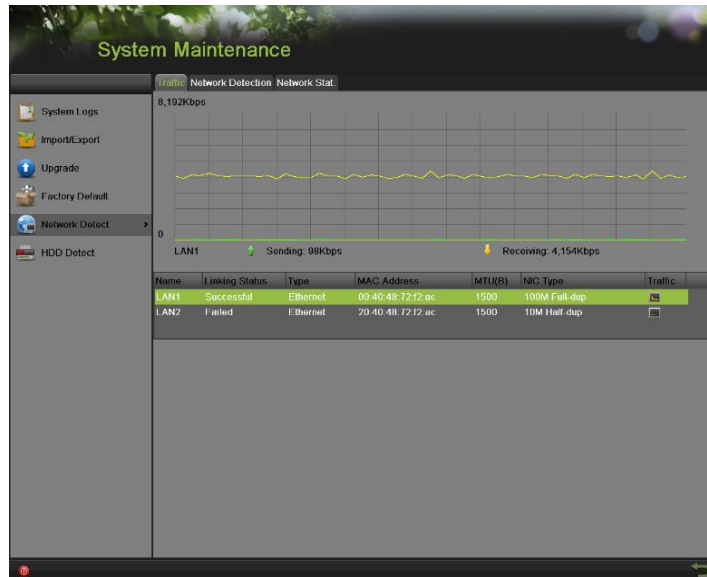 System Maintenance
Traffic Network Detection Network Stat.
System Logs
Import/Export
Upgrade
Factory Default
Network Detect >
HDD Detect
8,192Kbps
0
LAN1 Sending: 98Kbps Receiving: 4,154Kbps
Name Linking Status Type MAC Address MTU(B) NIC Type Traffic
LAN1 Successful Ethernet 00:40:48:72:f2:ac 1500 100M Full-dup
LAN2 Failed Ethernet 20:40:48:72:f2:ac 1500 10M Half-dup